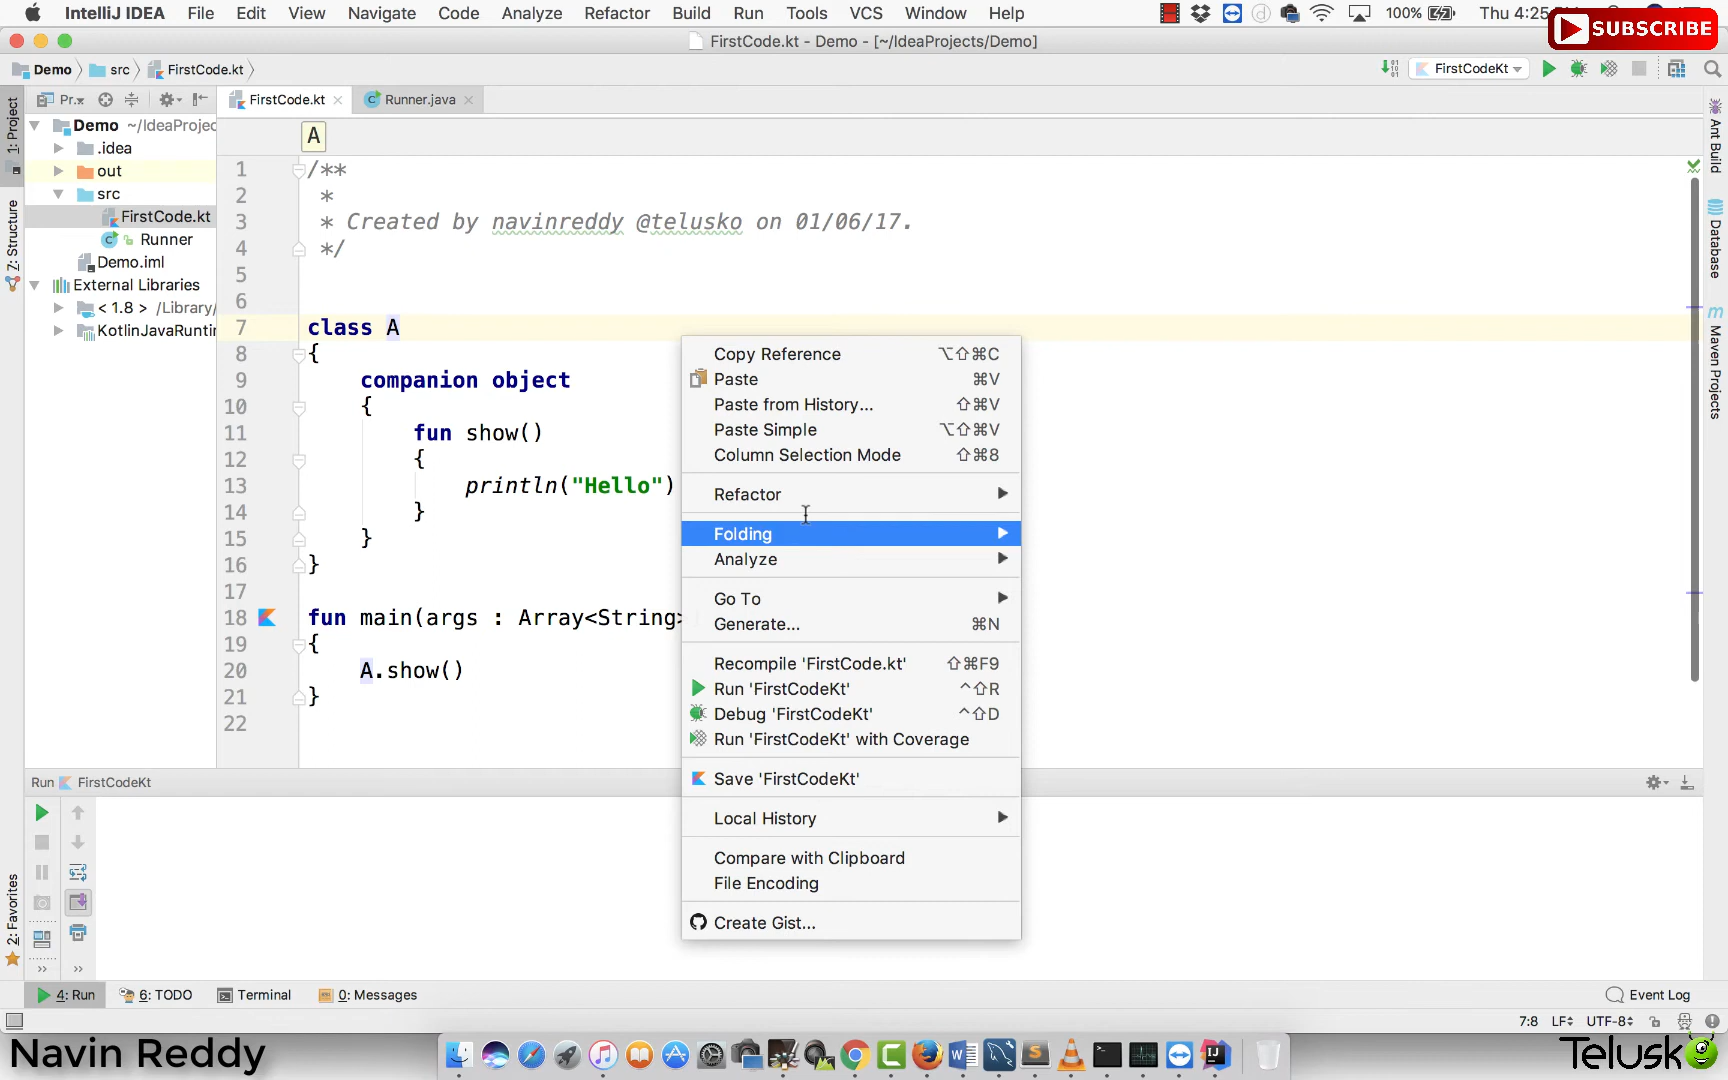 IntelliJ IDEA File Edit View Navigate Code Analyze Refactor Build Run Tools VCS Window Help 100% Thu 4:25
SUBSCRIBE
FirstCode.kt - Demo - [~/IdeaProjects/Demo]
Demo src FirstCode.kt FirstCodeKt
Pr. FirstCode.kt Runner.java
1: Project
Z: Structure
2: Favorites
Ant Build
Database
Maven Projects
Demo ~/IdeaProjec
.idea
out
src
FirstCode.kt
Runner
Demo.iml
External Libraries
< 1.8 > /Library/
KotlinJavaRuntin
A
1 /**
2 *
3 * Created by navinreddy @telusko on 01/06/17.
4 */
5
6
7 class A
8 {
9 companion object
10 {
11 fun show()
12 {
13 println("Hello")
14 }
15 }
16 }
17
18 fun main(args : Array<String>
19 {
20 A.show()
21 }
22
Copy Reference ⌥⇧⌘C
Paste ⌘V
Paste from History... ⇧⌘V
Paste Simple ⌥⇧⌘V
Column Selection Mode ⇧⌘8
Refactor
Folding
Analyze
Go To
Generate... ⌘N
Recompile 'FirstCode.kt' ⇧⌘F9
Run 'FirstCodeKt' ^⇧R
Debug 'FirstCodeKt' ^⇧D
Run 'FirstCodeKt' with Coverage
Save 'FirstCodeKt'
Local History
Compare with Clipboard
File Encoding
Create Gist...
Run FirstCodeKt
4: Run 6: TODO Terminal 0: Messages Event Log
7:8 LF UTF-8
Navin Reddy
Telusko